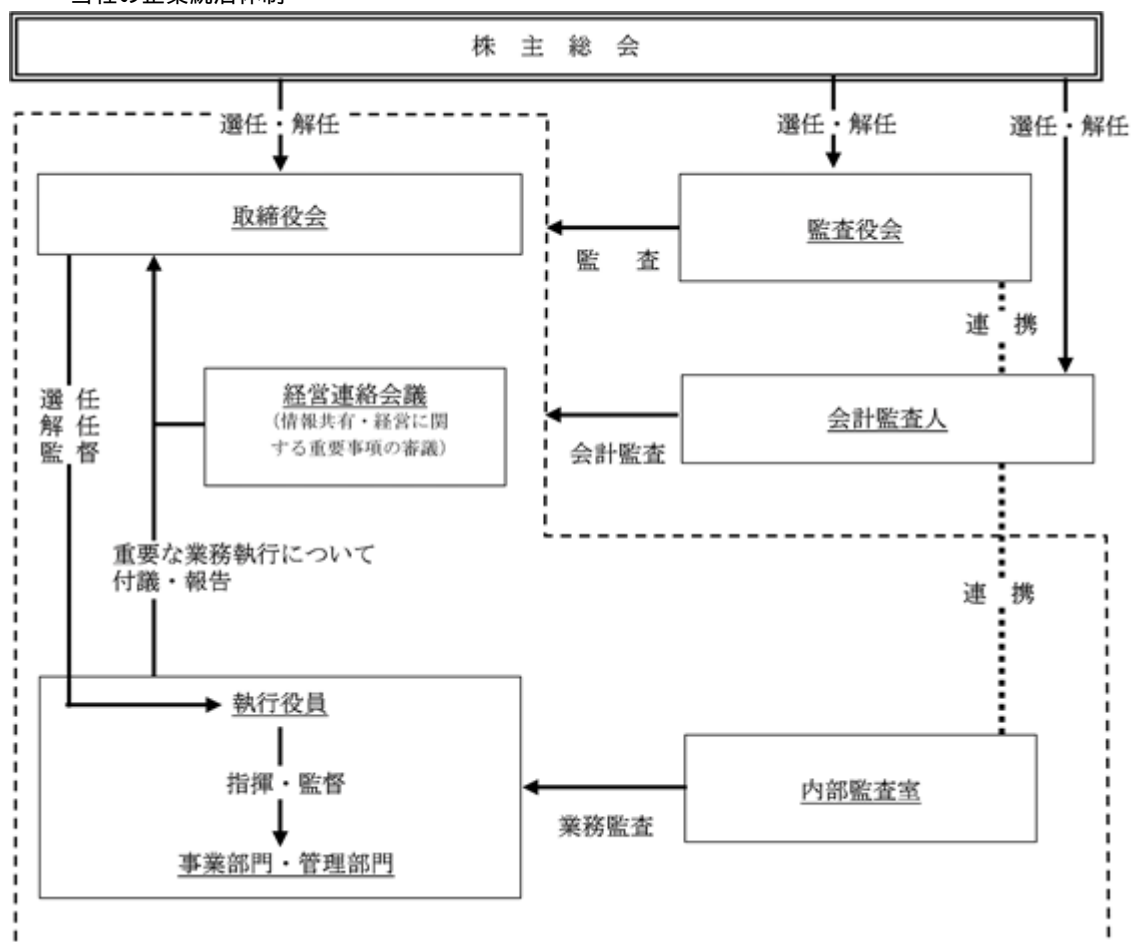 当社の企業統治体制
株 主 総 会
選任・解任
選任・解任
選任・解任
取締役会
監査役会
監 査
連 携
経営連絡会議
(情報共有・経営に関
する重要事項の審議)
選 任
解 任
監 督
会計監査人
会計監査
重要な業務執行について
付議・報告
連 携
執行役員
指揮・監督
事業部門・管理部門
内部監査室
業務監査